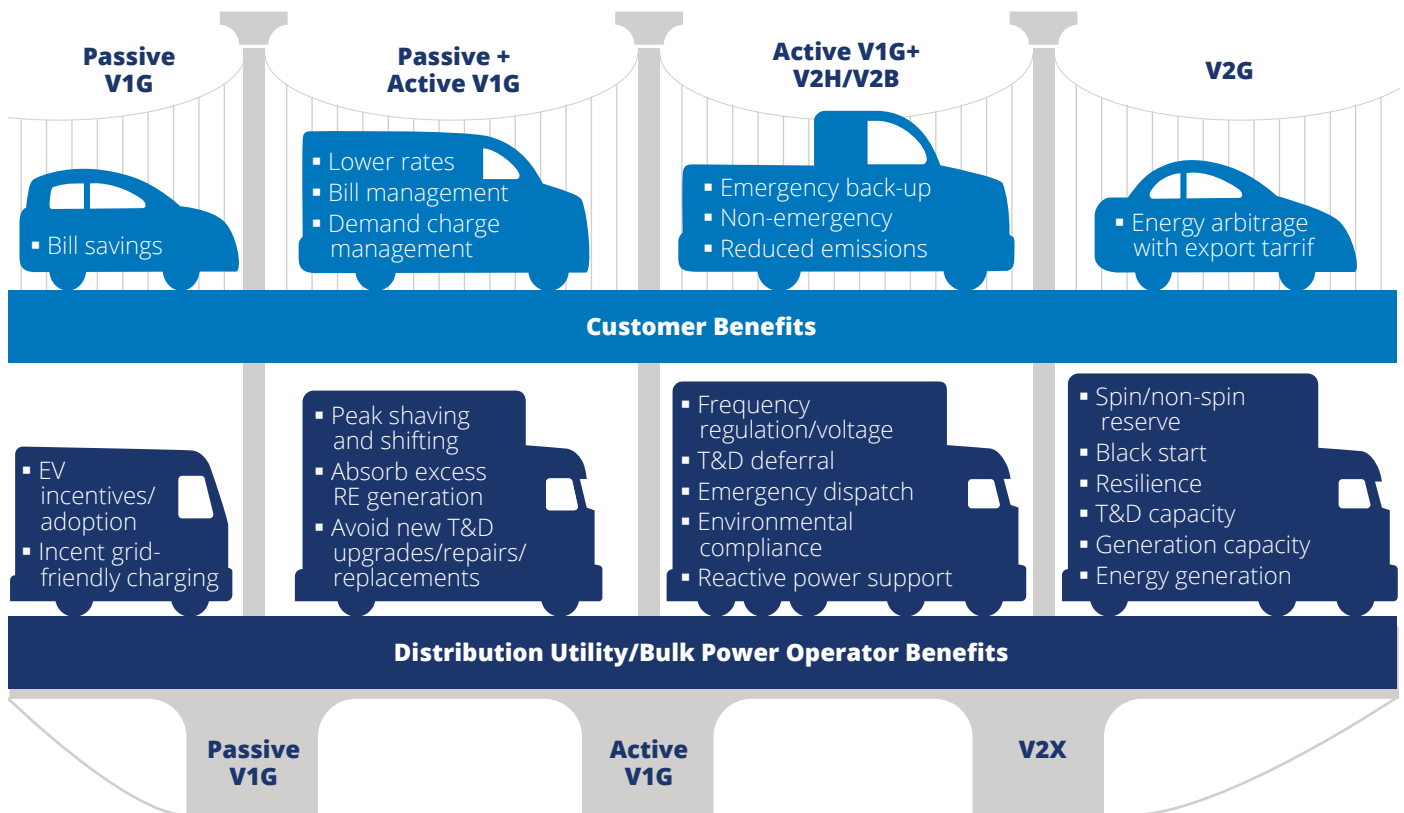 Passive
V1G
Passive +
Active V1G
Active V1G+
V2H/V2B
V2G
▪ Bill savings
▪ Lower rates
▪ Bill management
▪ Demand charge
management
▪ Emergency back-up
▪ Non-emergency
▪ Reduced emissions
▪ Energy arbitrage
with export tarrif
Customer Benefits
▪ EV
incentives/
adoption
▪ Incent grid-
friendly charging
▪ Peak shaving
and shifting
▪ Absorb excess
RE generation
▪ Avoid new T&D
upgrades/repairs/
replacements
▪ Frequency
regulation/voltage
▪ T&D deferral
▪ Emergency dispatch
▪ Environmental
compliance
▪ Reactive power support
▪ Spin/non-spin
reserve
▪ Black start
▪ Resilience
▪ T&D capacity
▪ Generation capacity
▪ Energy generation
Distribution Utility/Bulk Power Operator Benefits
Passive
V1G
Active
V1G
V2X